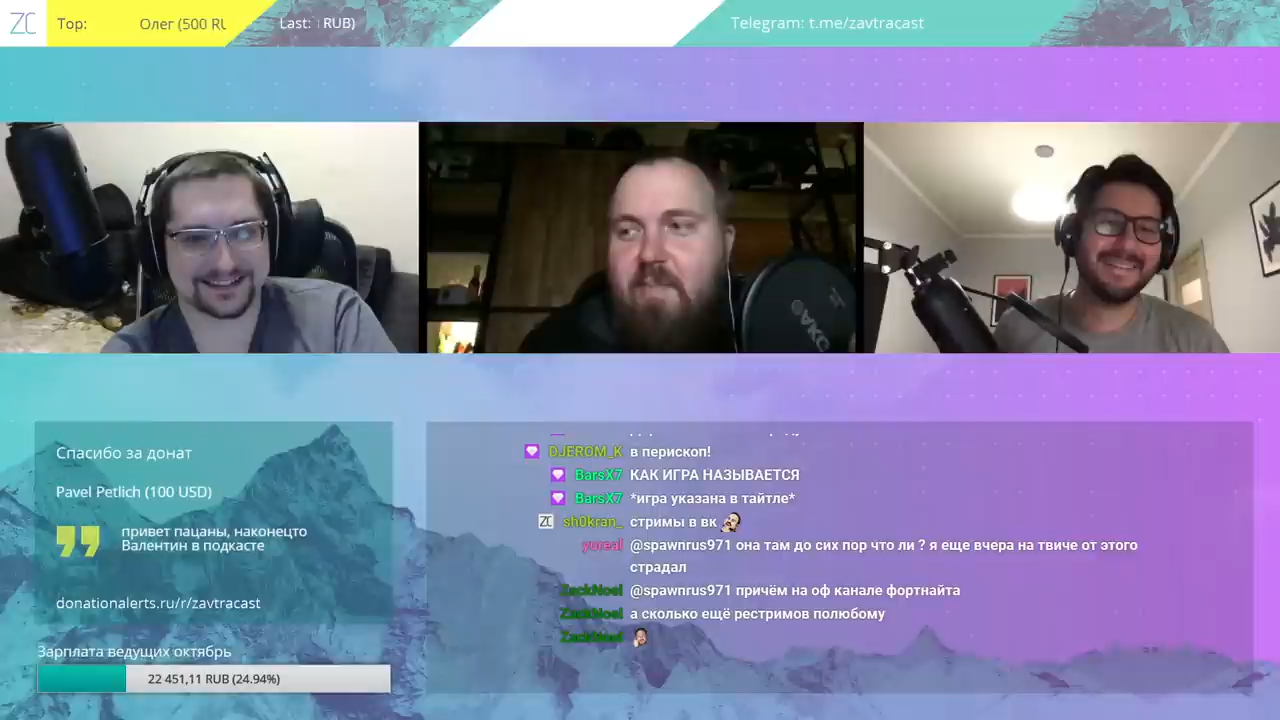 ZC
Top: Олег (500 RU
Last: RUB)
Telegram: t.me/zavtracast
Спасибо за донат
Pavel Petlich (100 USD)
привет пацаны, наконецто
Валентин в подкасте
donationalerts.ru/r/zavtracast
Зарплата ведущих октябрь
22 451,11 RUB (24.94%)
DJEROM_K в перископ!
BarsX7 КАК ИГРА НАЗЫВАЕТСЯ
BarsX7 *игра указана в тайтле*
ZC sh0kran_ стримы в вк
yureal @spawnrus971 она там до сих пор что ли ? я еще вчера на твиче от этого
страдал
ZackNoel @spawnrus971 причём на оф канале фортнайта
ZackNoel а сколько ещё рестримов полюбому
ZackNoel